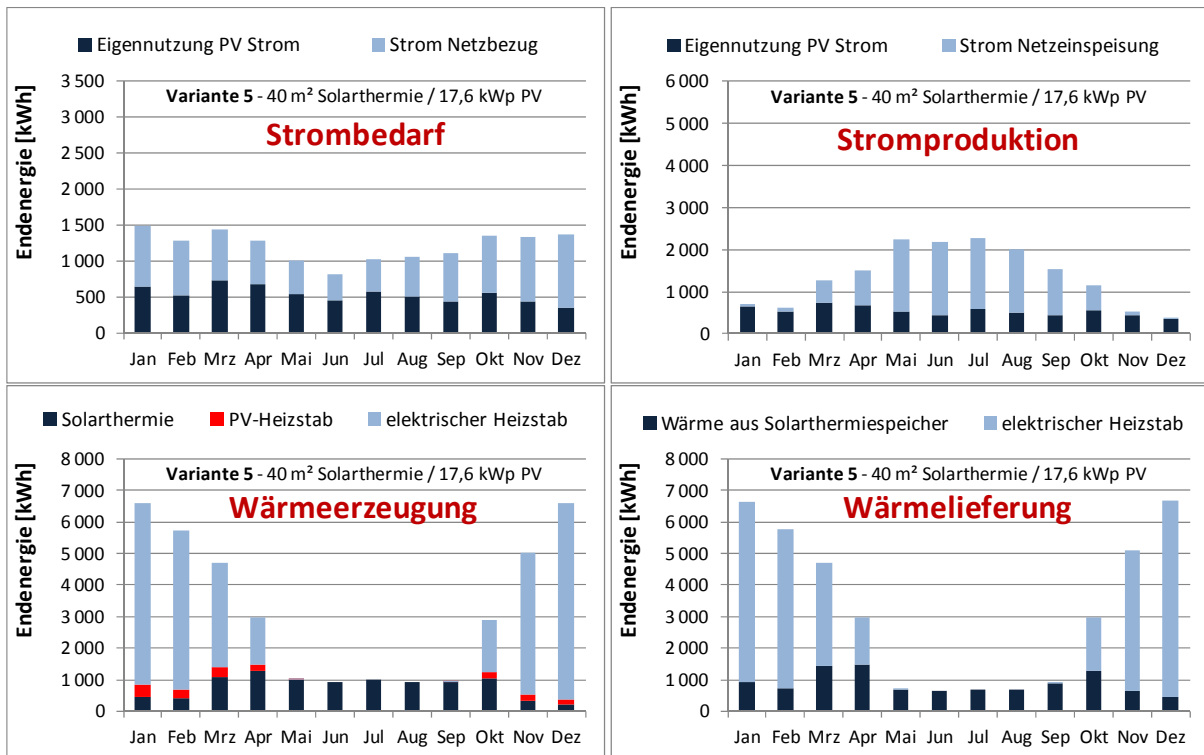 Eigennutzung PV Strom Strom Netzbezug
Endenergie [kWh]
3 500
3 000
2 500
2 000
1 500
1 000
500
0
Variante 5 - 40 m² Solarthermie / 17,6 kWp PV
Strombedarf
Jan Feb Mrz Apr Mai Jun Jul Aug Sep Okt Nov Dez
Eigennutzung PV Strom Strom Netzeinspeisung
Endenergie [kWh]
6 000
5 000
4 000
3 000
2 000
1 000
0
Variante 5 - 40 m² Solarthermie / 17,6 kWp PV
Stromproduktion
Jan Feb Mrz Apr Mai Jun Jul Aug Sep Okt Nov Dez
Solarthermie PV-Heizstab elektrischer Heizstab
Endenergie [kWh]
8 000
7 000
6 000
5 000
4 000
3 000
2 000
1 000
0
Variante 5 - 40 m² Solarthermie / 17,6 kWp PV
Wärmeerzeugung
Jan Feb Mrz Apr Mai Jun Jul Aug Sep Okt Nov Dez
Wärme aus Solarthermiespeicher elektrischer Heizstab
Endenergie [kWh]
8 000
7 000
6 000
5 000
4 000
3 000
2 000
1 000
0
Variante 5 - 40 m² Solarthermie / 17,6 kWp PV
Wärmelieferung
Jan Feb Mrz Apr Mai Jun Jul Aug Sep Okt Nov Dez